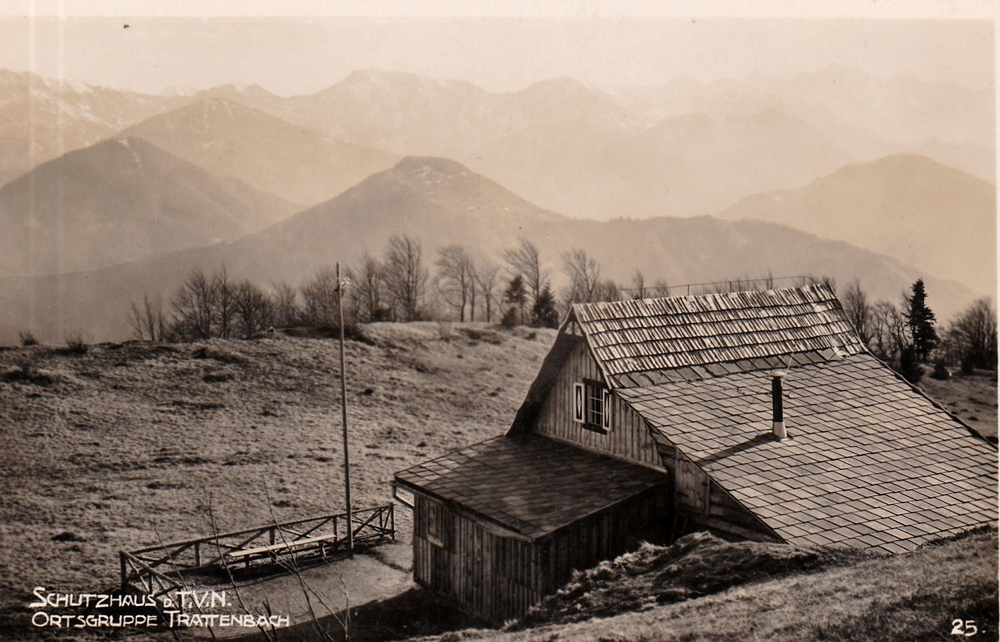 SCHUTZHAUS D. T.V.N.
ORTSGRUPPE TRATTENBACH
25.